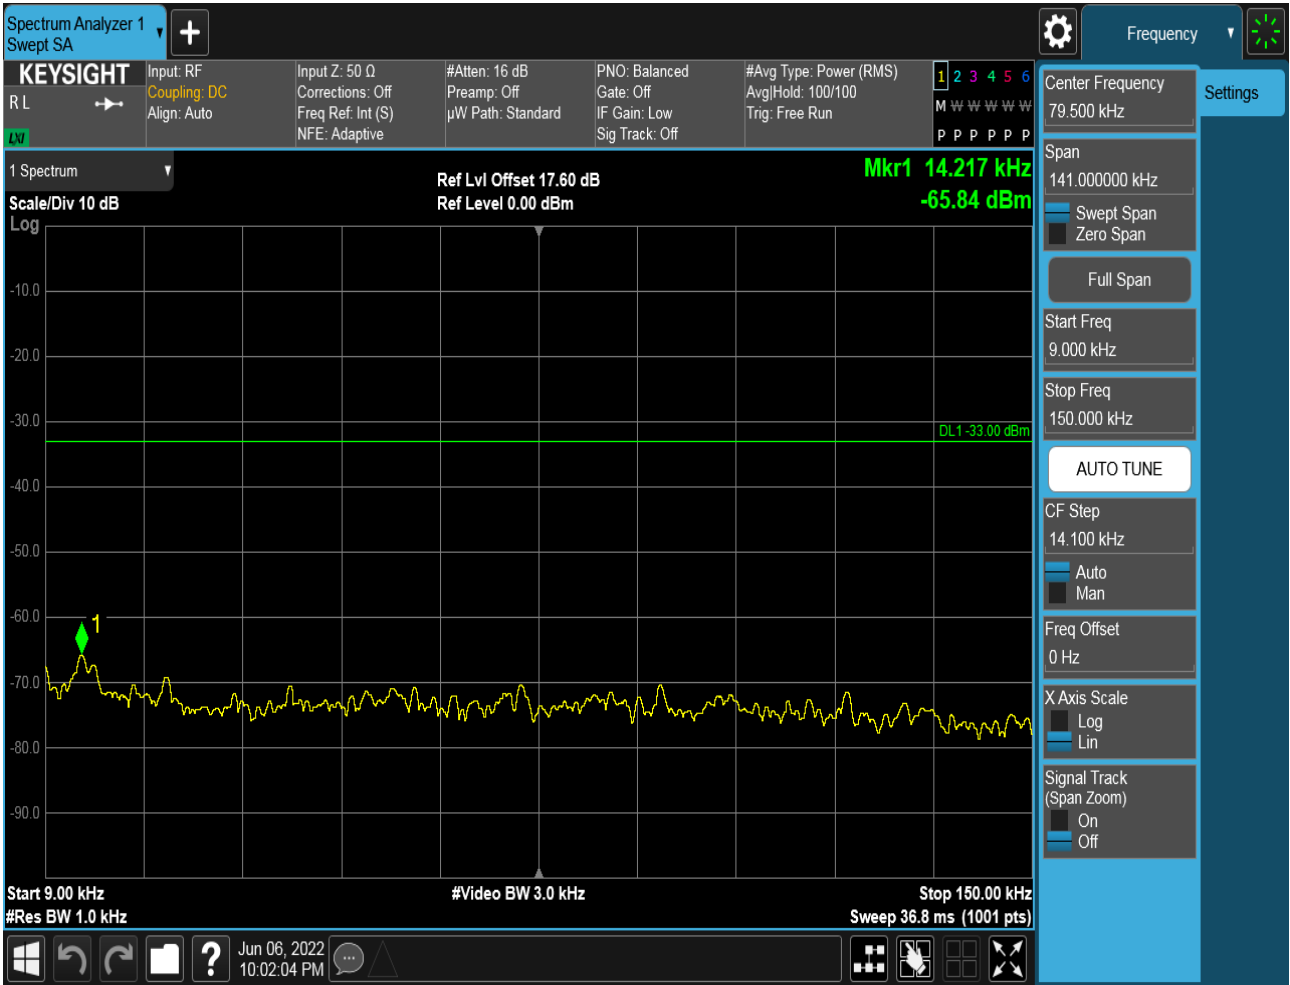 Spectrum Analyzer 1
Swept SA
Frequency
KEYSIGHT
R L
LXI
Input: RF
Coupling: DC
Align: Auto
Input Z: 50 Ω
Corrections: Off
Freq Ref: Int (S)
NFE: Adaptive
#Atten: 16 dB
Preamp: Off
µW Path: Standard
PNO: Balanced
Gate: Off
IF Gain: Low
Sig Track: Off
#Avg Type: Power (RMS)
Avg|Hold: 100/100
Trig: Free Run
1 2 3 4 5 6
M W W W W W
P P P P P P
1 Spectrum
Scale/Div 10 dB
Log
Ref Lvl Offset 17.60 dB
Ref Level 0.00 dBm
Mkr1 14.217 kHz
-65.84 dBm
-10.0
-20.0
-30.0
DL1 -33.00 dBm
-40.0
-50.0
-60.0
1
-70.0
-80.0
-90.0
Start 9.00 kHz
#Res BW 1.0 kHz
#Video BW 3.0 kHz
Stop 150.00 kHz
Sweep 36.8 ms (1001 pts)
Center Frequency
79.500 kHz
Settings
Span
141.000000 kHz
Swept Span
Zero Span
Full Span
Start Freq
9.000 kHz
Stop Freq
150.000 kHz
AUTO TUNE
CF Step
14.100 kHz
Auto
Man
Freq Offset
0 Hz
X Axis Scale
Log
Lin
Signal Track
(Span Zoom)
On
Off
?
Jun 06, 2022
10:02:04 PM